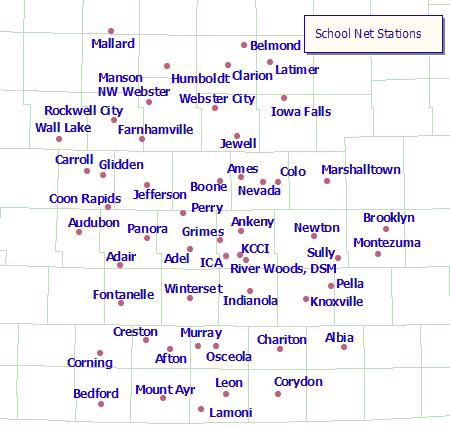 School Net Stations
Mallard
Belmond
Manson
Humboldt
Clarion
Latimer
NW Webster
Webster City
Iowa Falls
Rockwell City
Wall Lake
Farnhamville
Jewell
Carroll
Glidden
Ames
Colo
Marshalltown
Coon Rapids
Jefferson
Boone
Nevada
Perry
Audubon
Panora
Grimes
Ankeny
Newton
Brooklyn
Adair
Adel
ICA
KCCI
River Woods, DSM
Sully
Montezuma
Fontanelle
Winterset
Indianola
Pella
Knoxville
Creston
Murray
Afton
Osceola
Chariton
Albia
Corning
Bedford
Mount Ayr
Leon
Corydon
Lamoni